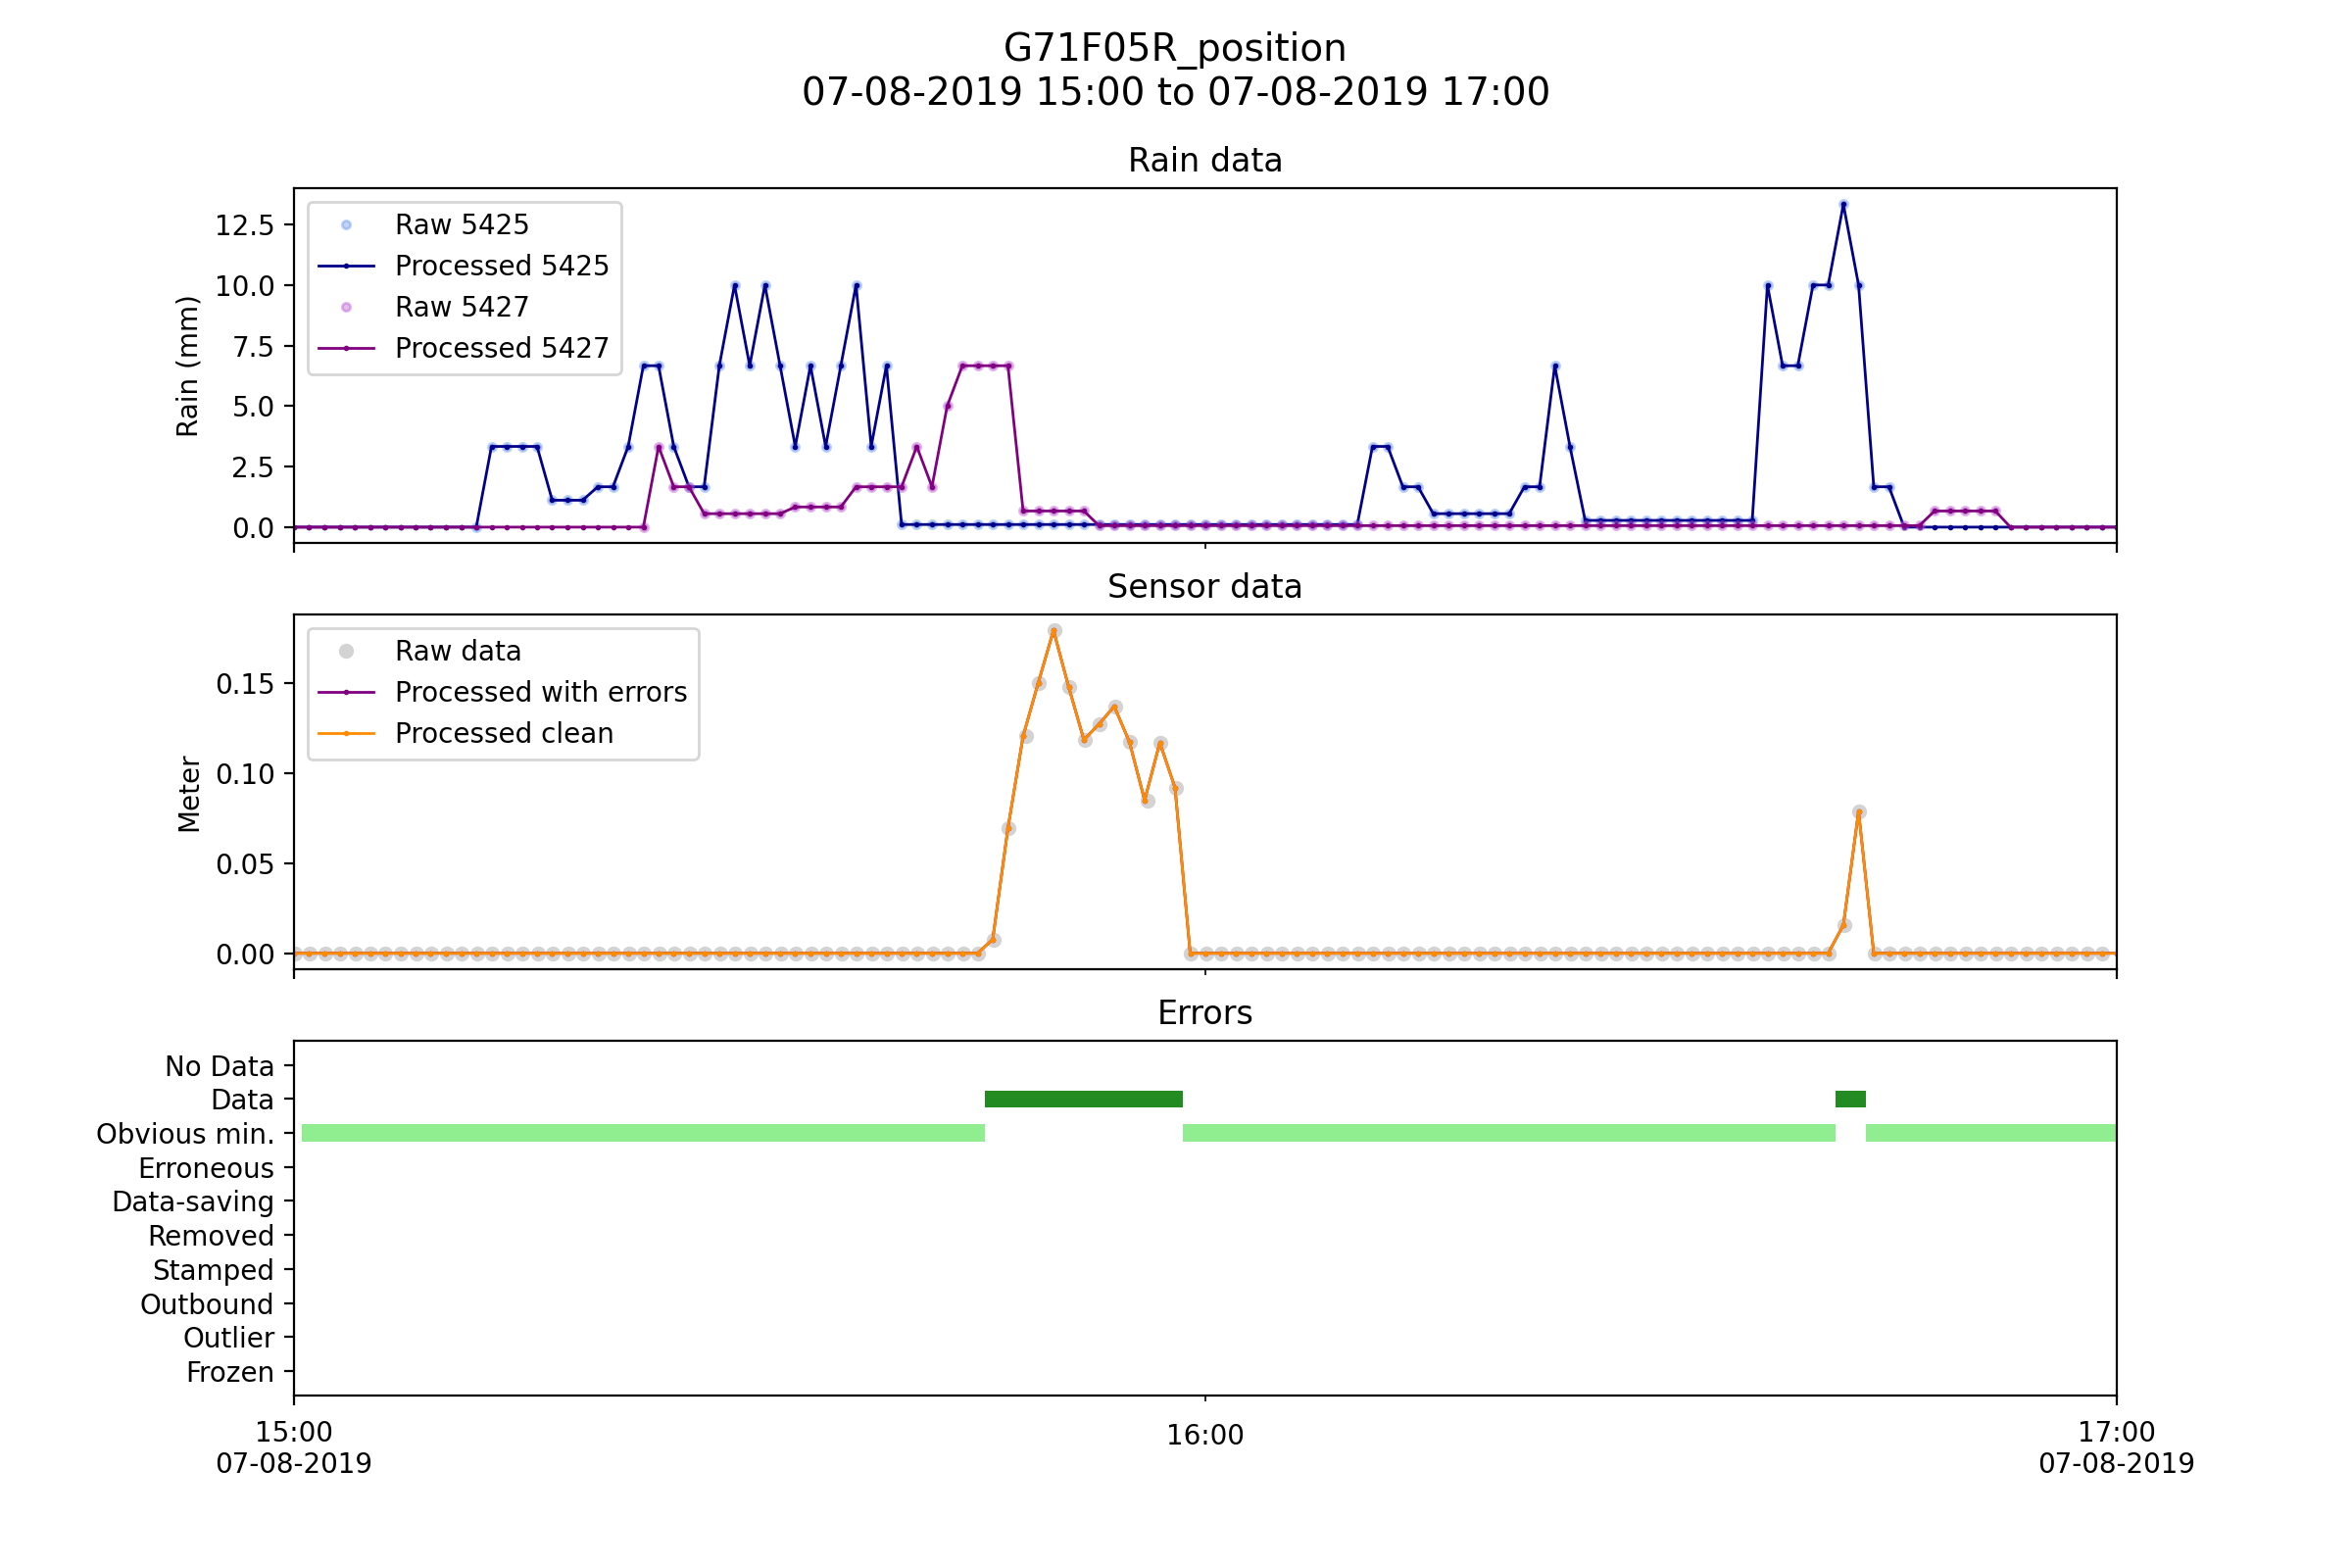 G71F05R_position
07-08-2019 15:00 to 07-08-2019 17:00
Rain data
Rain (mm)
12.5
10.0
7.5
5.0
2.5
0.0
Raw 5425
Processed 5425
Raw 5427
Processed 5427
Sensor data
Meter
0.15
0.10
0.05
0.00
Raw data
Processed with errors
Processed clean
Errors
No Data
Data
Obvious min.
Erroneous
Data-saving
Removed
Stamped
Outbound
Outlier
Frozen
15:00
07-08-2019
16:00
17:00
07-08-2019